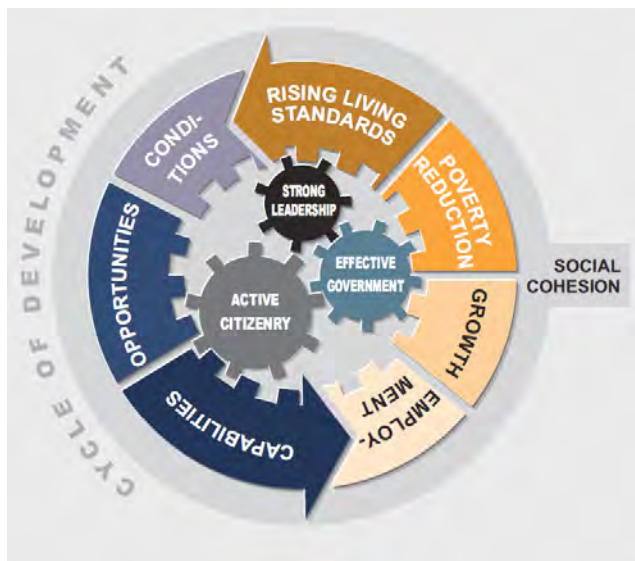 CYCLE OF DEVELOPMENT
RISING LIVING
STANDARDS
POVERTY
REDUCTION
GROWTH
EMPLOY-
MENT
CAPABILITIES
OPPORTUNITIES
CONDI-
TIONS
STRONG
LEADERSHIP
EFFECTIVE
GOVERNMENT
ACTIVE
CITIZENRY
SOCIAL
COHESION